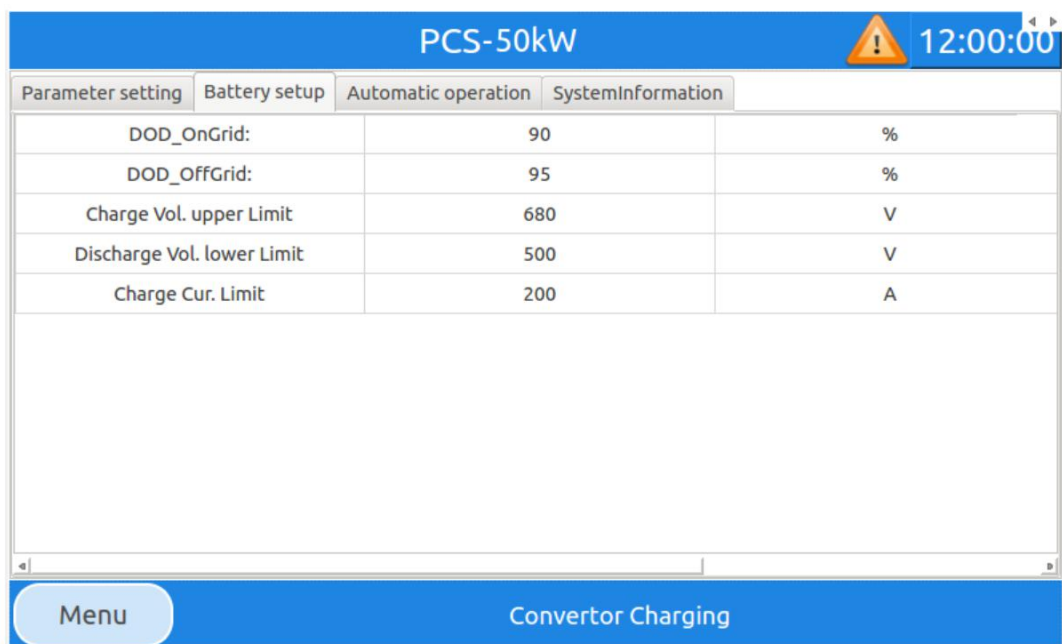 PCS-50kW 12:00:00
Parameter setting Battery setup Automatic operation SystemInformation
DOD_OnGrid: 90 %
DOD_OffGrid: 95 %
Charge Vol. upper Limit 680 V
Discharge Vol. lower Limit 500 V
Charge Cur. Limit 200 A
Menu Convertor Charging